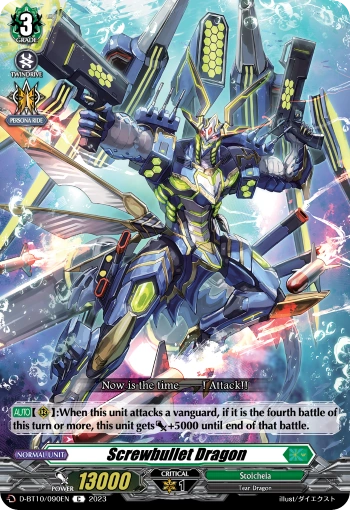 3
GRADE
TWINDRIVE
PERSONA RIDE
Now is the time ——! Attack!!
AUTO【 】:When this unit attacks a vanguard, if it is the fourth battle of
this turn or more, this unit gets +5000 until end of that battle.
NORMAL UNIT
Screwbullet Dragon
POWER 13000
CRITICAL
1
Stoicheia
Tear Dragon
D-BT10/090EN C 2023
illust/ダイエクスト